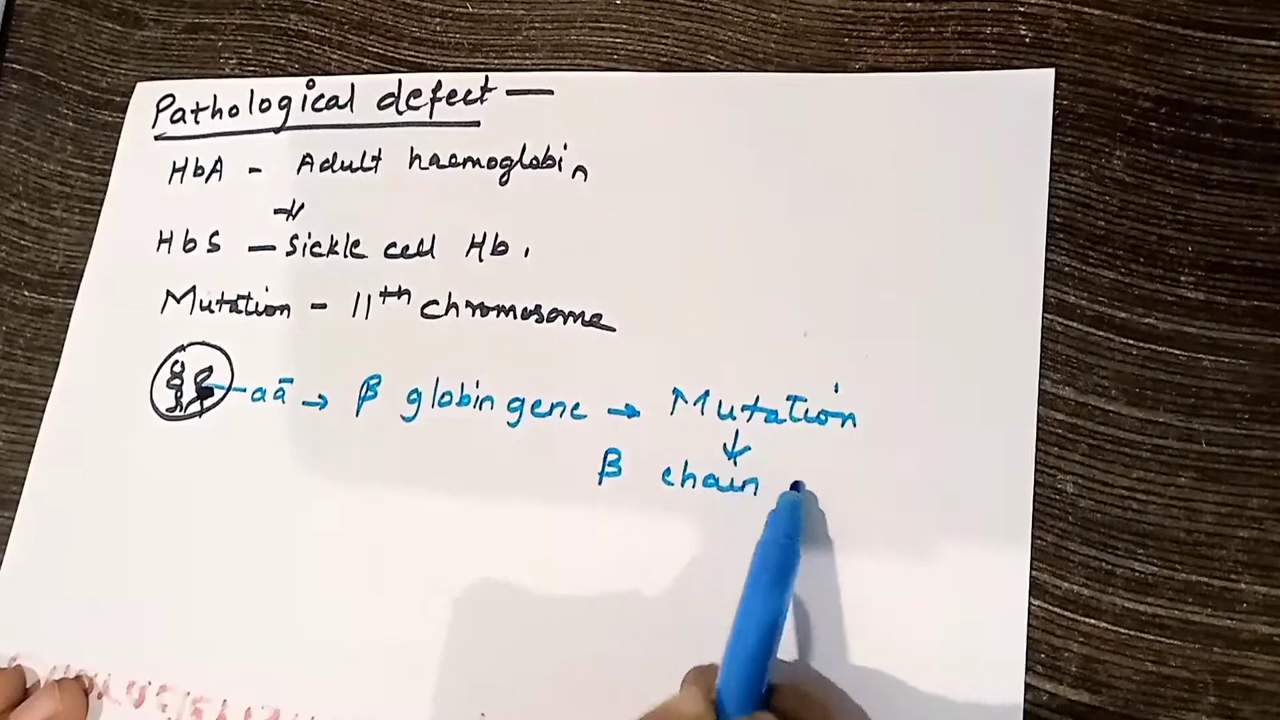 Pathological defect —
HbA - Adult haemoglobin
HbS — Sickle cell Hb.
Mutation - 11th chromosome
aā → β globin gene → Mutation
↓
β chain